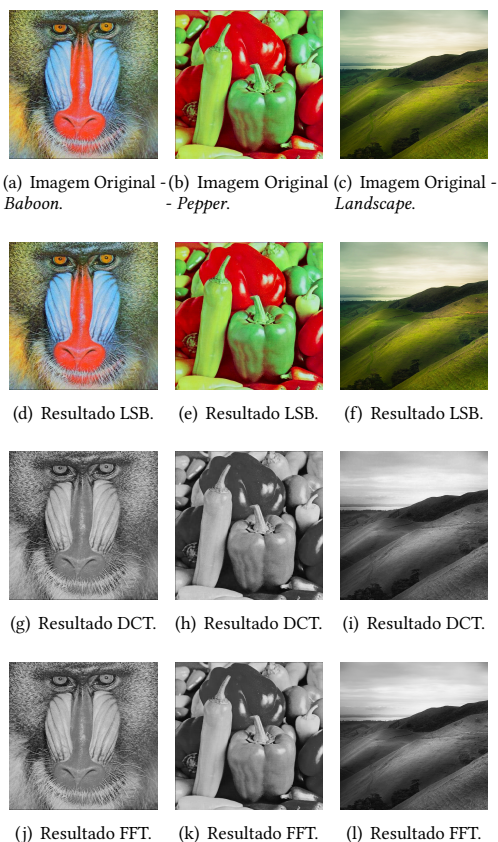 (a) Imagem Original -
Baboon.
(b) Imagem Original
- Pepper.
(c) Imagem Original -
Landscape.
(d) Resultado LSB.
(e) Resultado LSB.
(f) Resultado LSB.
(g) Resultado DCT.
(h) Resultado DCT.
(i) Resultado DCT.
(j) Resultado FFT.
(k) Resultado FFT.
(l) Resultado FFT.